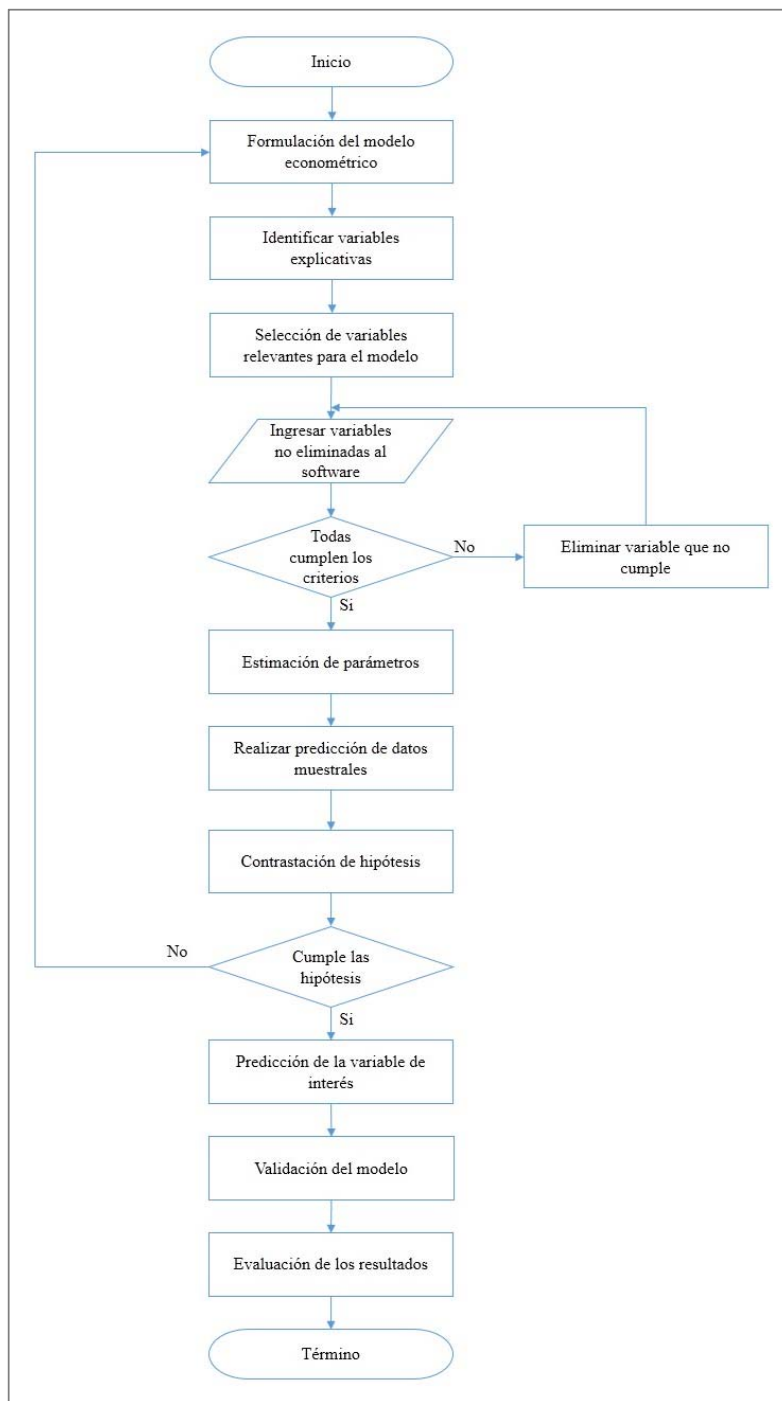 Inicio
Formulación del modelo
econométrico
Identificar variables
explicativas
Selección de variables
relevantes para el modelo
Ingresar variables
no eliminadas al
software
Todas
cumplen los
criterios
No
Eliminar variable que no
cumple
Si
Estimación de parámetros
Realizar predicción de datos
muestrales
Contrastación de hipótesis
No
Cumple las
hipótesis
Si
Predicción de la variable de
interés
Validación del modelo
Evaluación de los resultados
Término